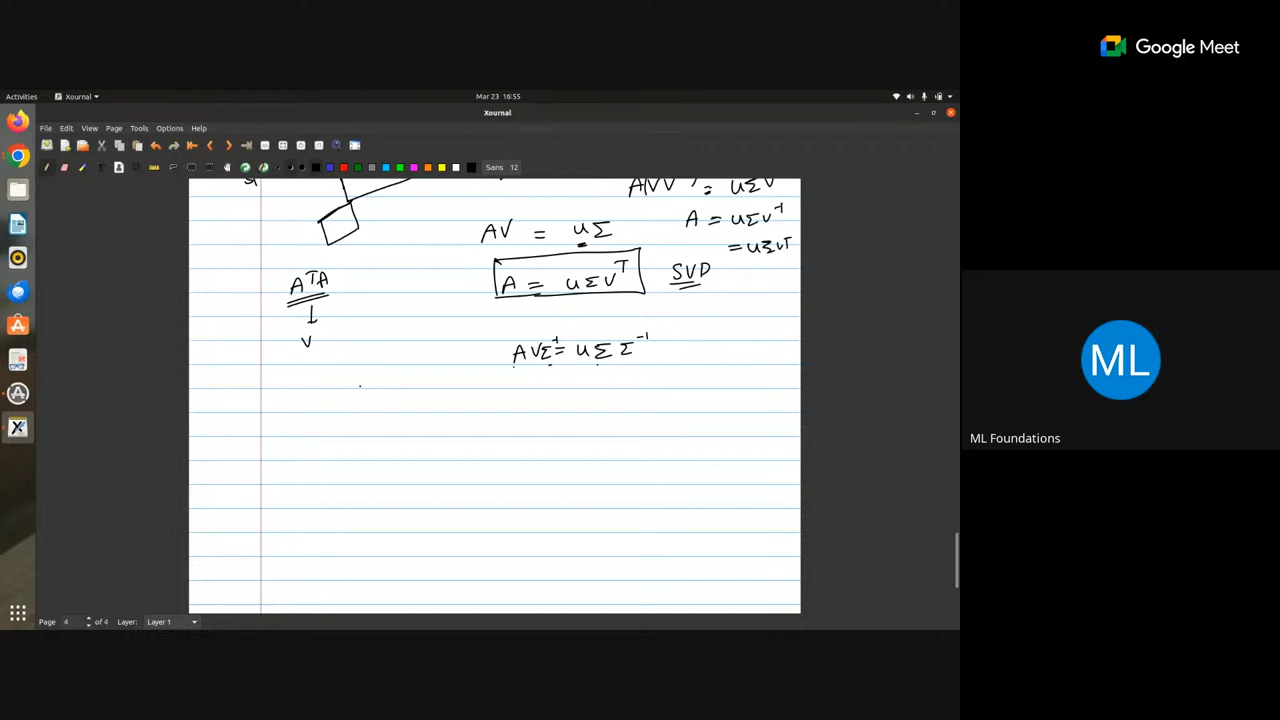 Google Meet
Activities
Xournal
Mar 23 16:55
Xournal
File Edit View Page Tools Options Help
Sans 12
AV = UΣ
A = UΣV⁻¹
= UΣVᵀ
A = UΣVᵀ
SVD
AᵀA
↓
V
AVΣ⁻¹ = UΣΣ⁻¹
ML
ML Foundations
Page 4 of 4 Layer: Layer 1